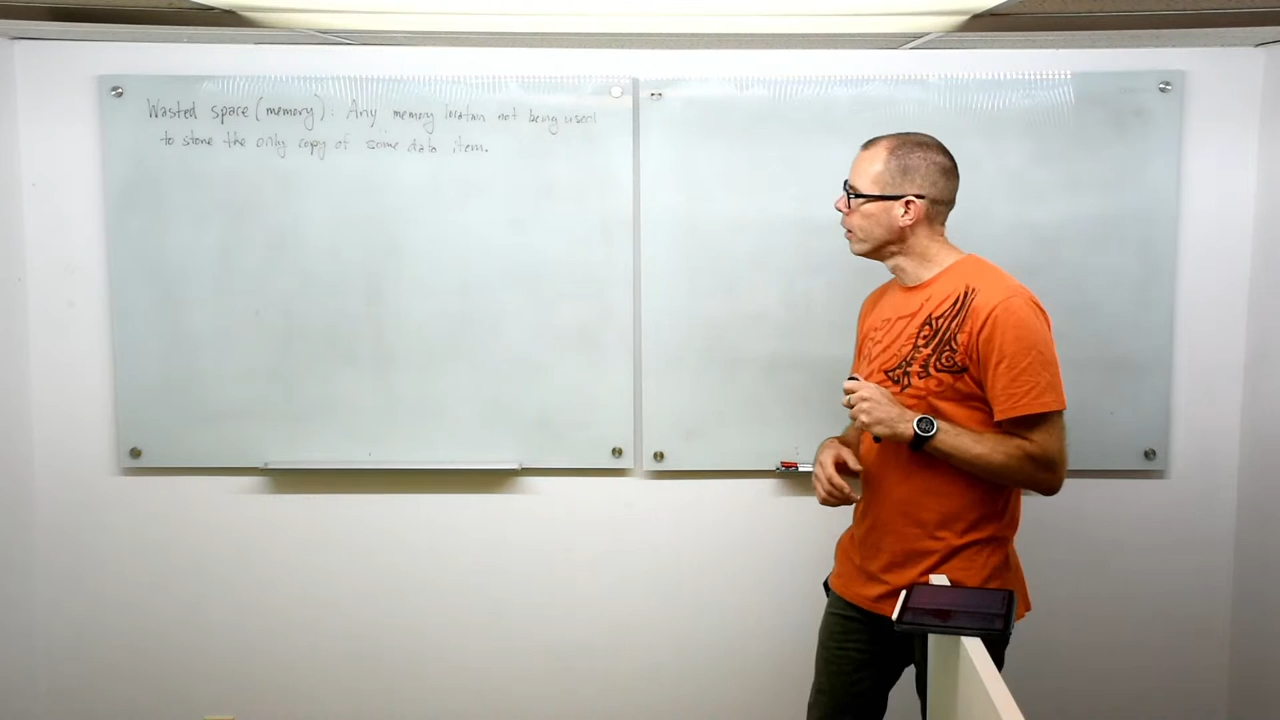 Wasted space (memory): Any memory location not being used
to store the only copy of some data item.